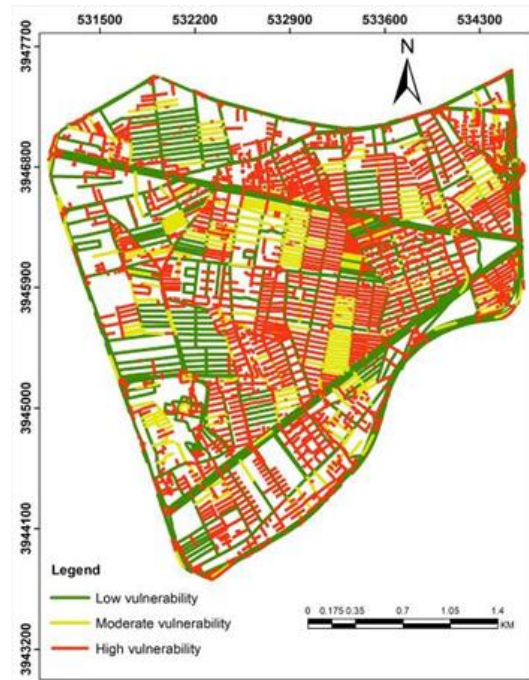 531500 532200 532900 533600 534300
3947700
3946800
3945900
3945000
3944100
3943200
N
Legend
Low vulnerability
Moderate vulnerability
High vulnerability
0 0.175 0.35 0.7 1.05 1.4
KM